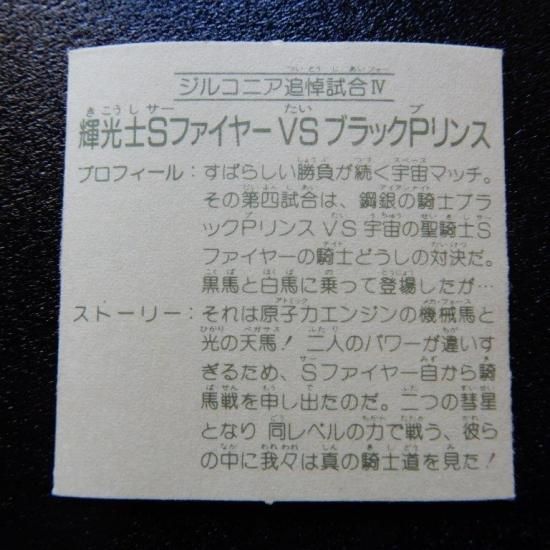 ジルコニア追悼試合Ⅳ
輝光士SファイヤーVSブラックPリンス
プロフィール：すばらしい勝負が続く宇宙マッチ。
その第四試合は、鋼銀の騎士ブラ
ックPリンスVS宇宙の聖騎士S
ファイヤーの騎士どうしの対決だ。
黒馬と白馬に乗って登場したが…
ストーリー：それは原子力エンジンの機械馬と
光の天馬！二人のパワーが違いす
ぎるため、Sファイヤー自から騎
馬戦を申し出たのだ。二つの彗星
となり同レベルの力で戦う、彼ら
の中に我々は真の騎士道を見た！